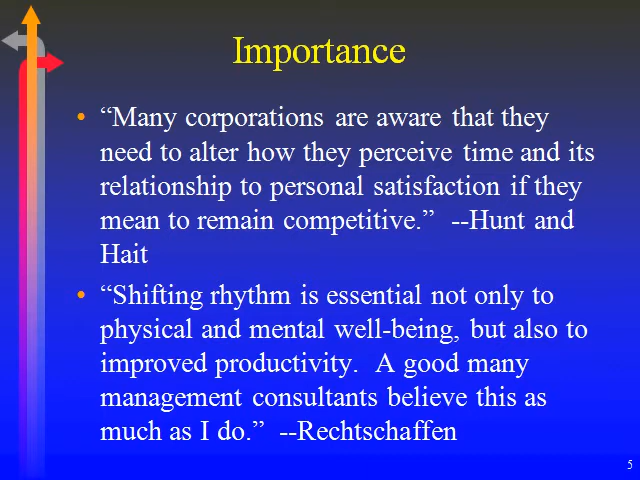 Importance
• “Many corporations are aware that they
need to alter how they perceive time and its
relationship to personal satisfaction if they
mean to remain competitive.”  --Hunt and
Hait
• “Shifting rhythm is essential not only to
physical and mental well-being, but also to
improved productivity.  A good many
management consultants believe this as
much as I do.”  --Rechtschaffen
5